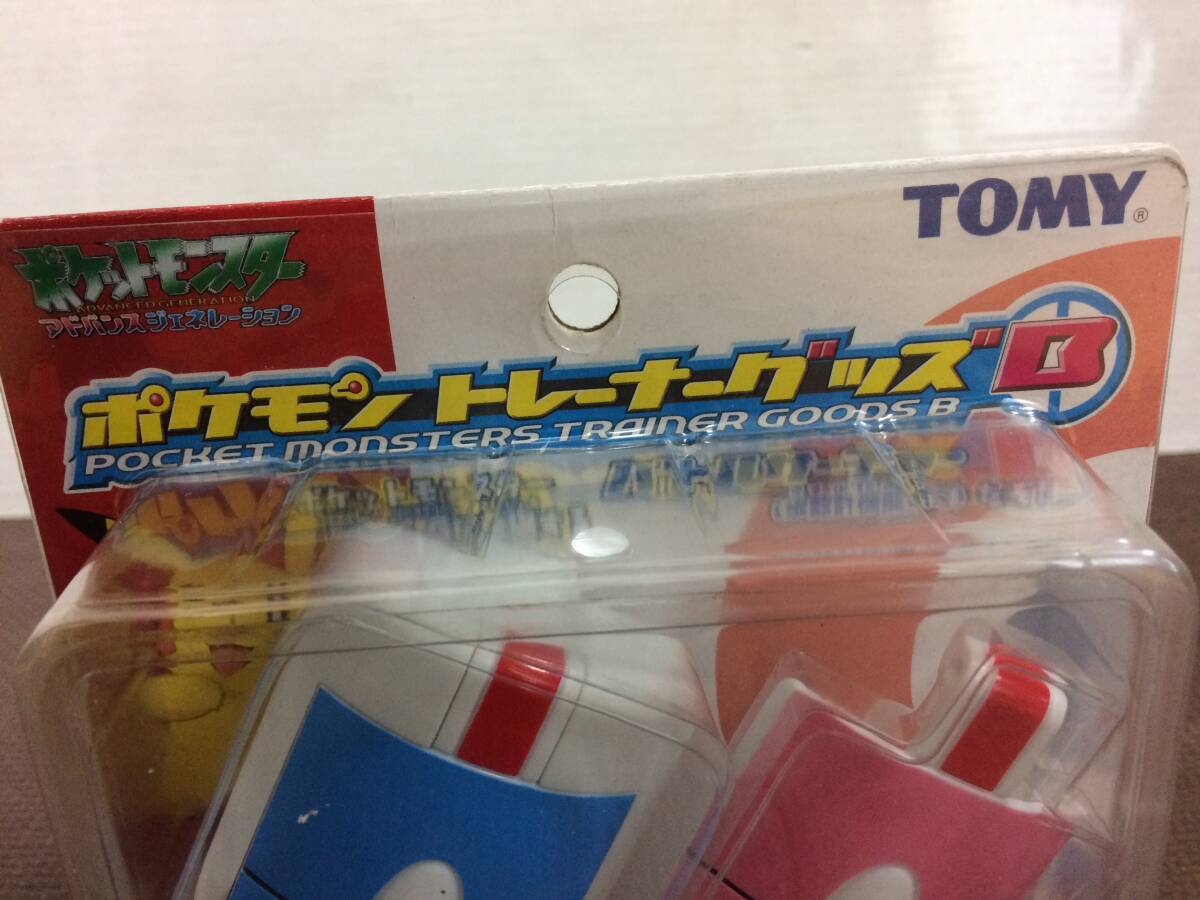 TOMY®
ポケットモンスター
ADVANCED GENERATION
アドバンスジェネレーション
ポケモン トレーナーグッズ B
POCKET MONSTERS TRAINER GOODS B